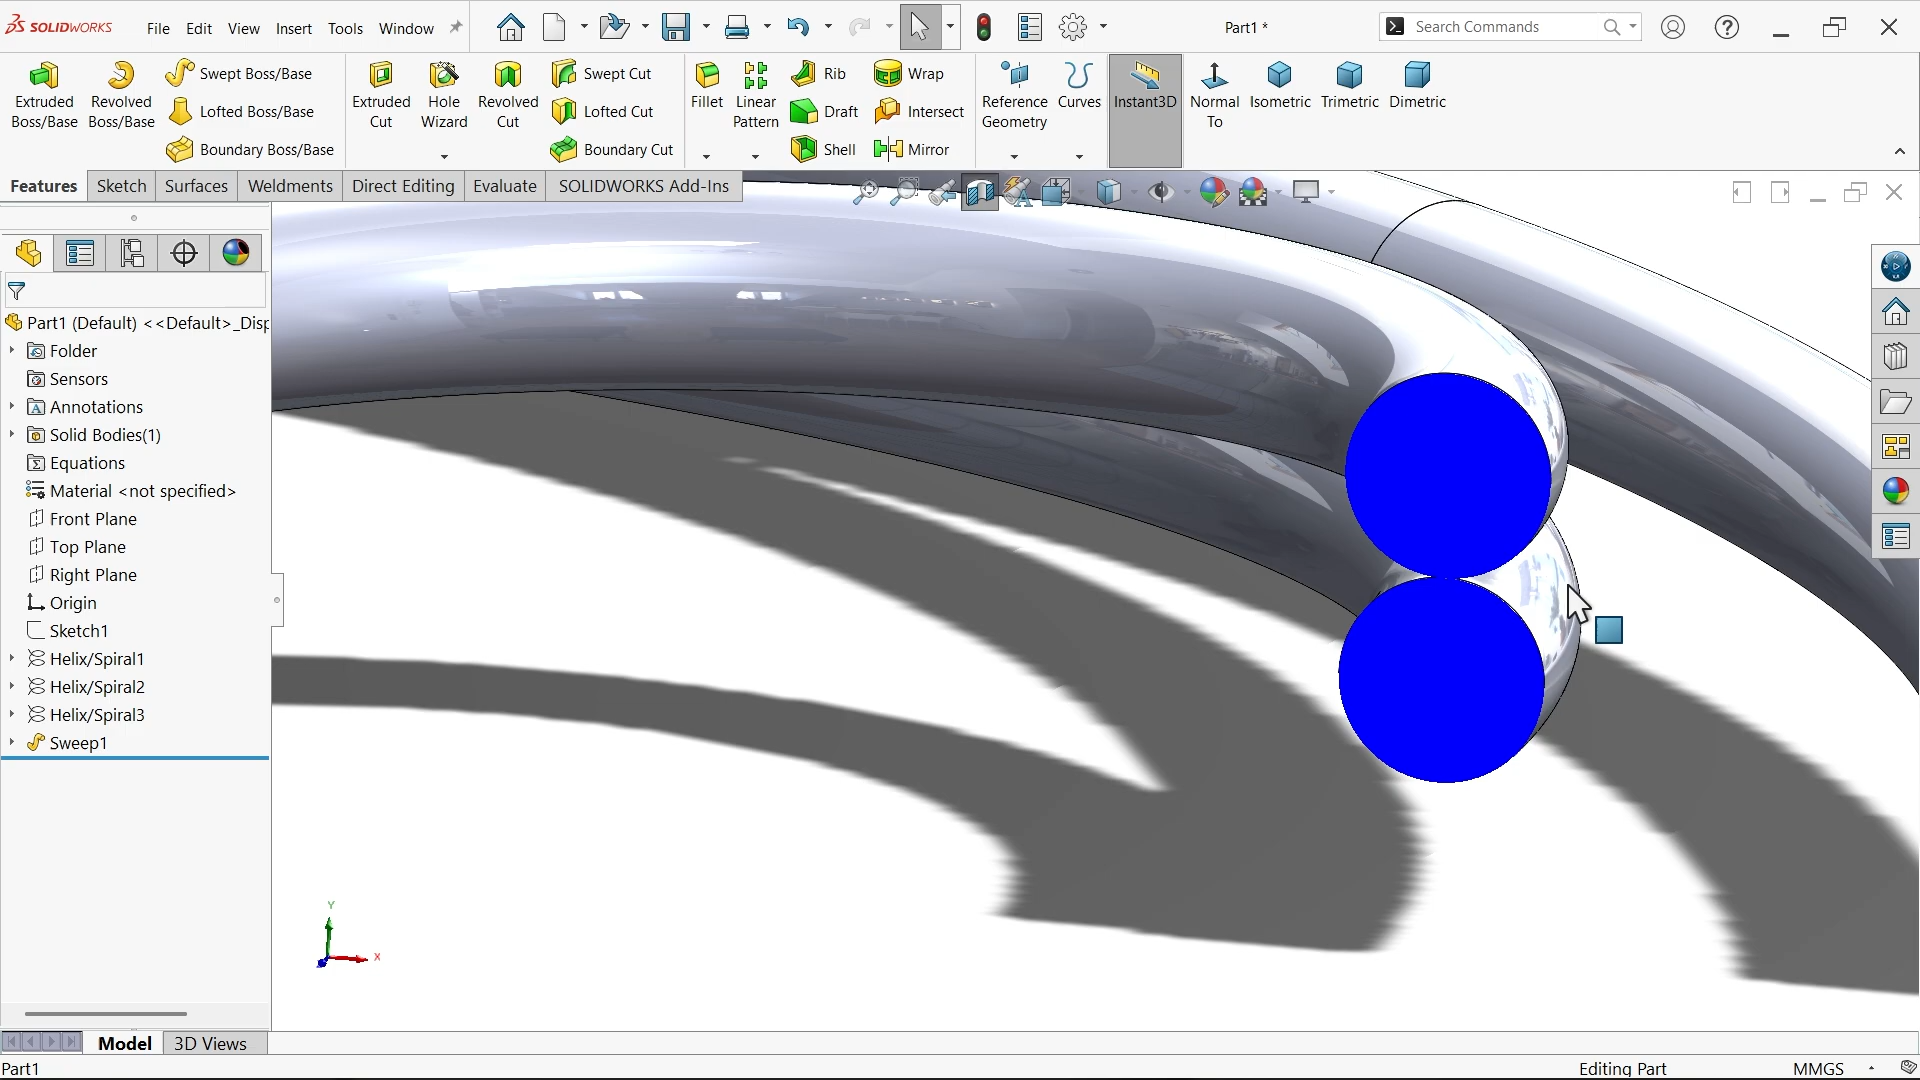 SOLIDWORKS File Edit View Insert Tools Window Part1 * Search Commands
Extruded Boss/Base
Revolved Boss/Base
Swept Boss/Base
Lofted Boss/Base
Boundary Boss/Base
Extruded Cut
Hole Wizard
Revolved Cut
Swept Cut
Lofted Cut
Boundary Cut
Fillet
Linear Pattern
Rib
Draft
Shell
Wrap
Intersect
Mirror
Reference Geometry
Curves
Instant3D
Normal To
Isometric
Trimetric
Dimetric
Features Sketch Surfaces Weldments Direct Editing Evaluate SOLIDWORKS Add-Ins
Part1 (Default) <<Default>_Disp
Folder
Sensors
Annotations
Solid Bodies(1)
Equations
Material <not specified>
Front Plane
Top Plane
Right Plane
Origin
Sketch1
Helix/Spiral1
Helix/Spiral2
Helix/Spiral3
Sweep1
Y
X
Model 3D Views
Part1 Editing Part MMGS